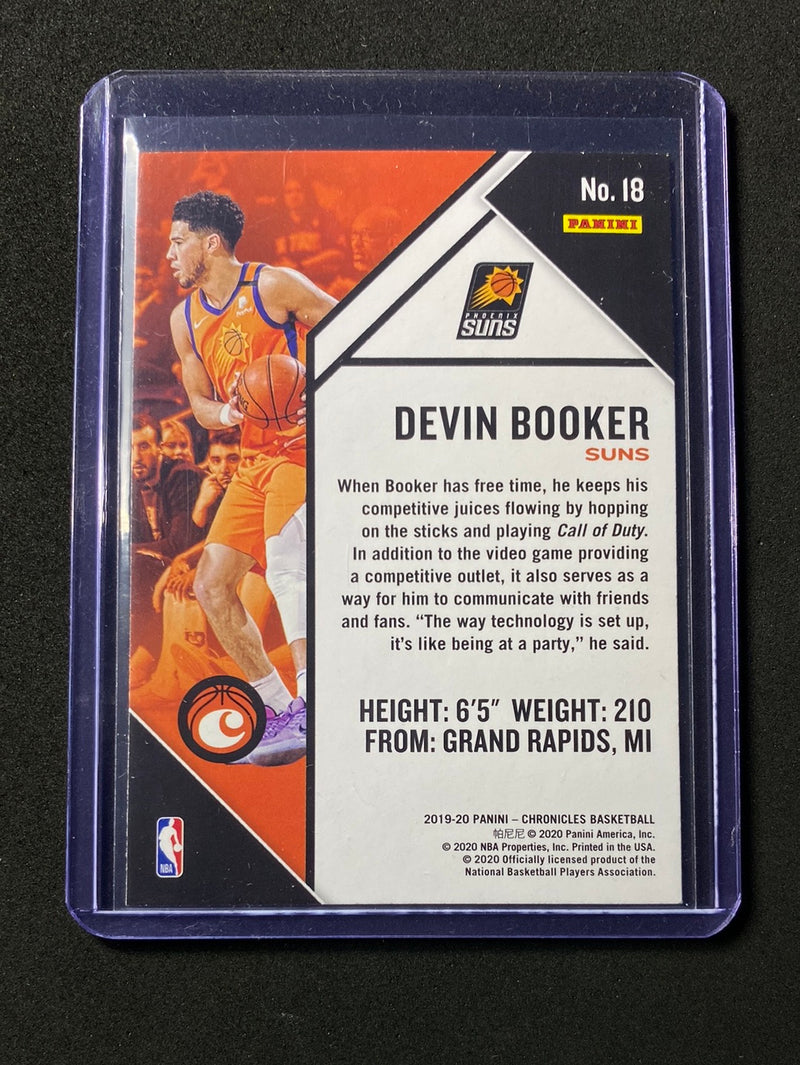 No. 18
PANINI
PHOENIX
SUNS
DEVIN BOOKER
SUNS
When Booker has free time, he keeps his
competitive juices flowing by hopping
on the sticks and playing Call of Duty.
In addition to the video game providing
a competitive outlet, it also serves as a
way for him to communicate with friends
and fans. “The way technology is set up,
it’s like being at a party,” he said.
HEIGHT: 6’5” WEIGHT: 210
FROM: GRAND RAPIDS, MI
C
NBA
2019-20 PANINI – CHRONICLES BASKETBALL
帕尼尼 © 2020 Panini America, Inc.
© 2020 NBA Properties, Inc. Printed in the USA.
© 2020 Officially licensed product of the
National Basketball Players Association.